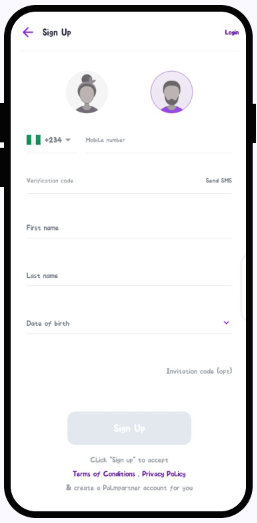 Sign Up
Login
+234
Mobile number
Verification code
Send SMS
First name
Last name
Date of birth
Invitation code (opt)
Sign Up
Click "Sign up" to accept
Terms of Conditions , Privacy Policy
& create a Palmpartner account for you